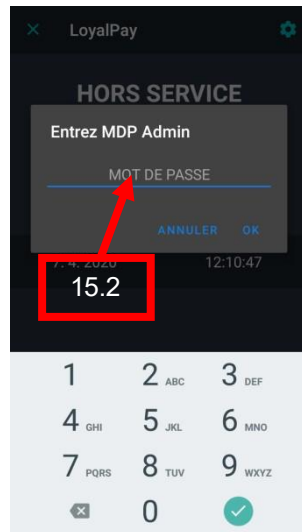 LoyalPay
HORS SERVICE
Entrez MDP Admin
MOT DE PASSE
ANNULER OK
7. 4. 2020 12:10:47
15.2
1 2 ABC 3 DEF
4 GHI 5 JKL 6 MNO
7 PQRS 8 TUV 9 WXYZ
0